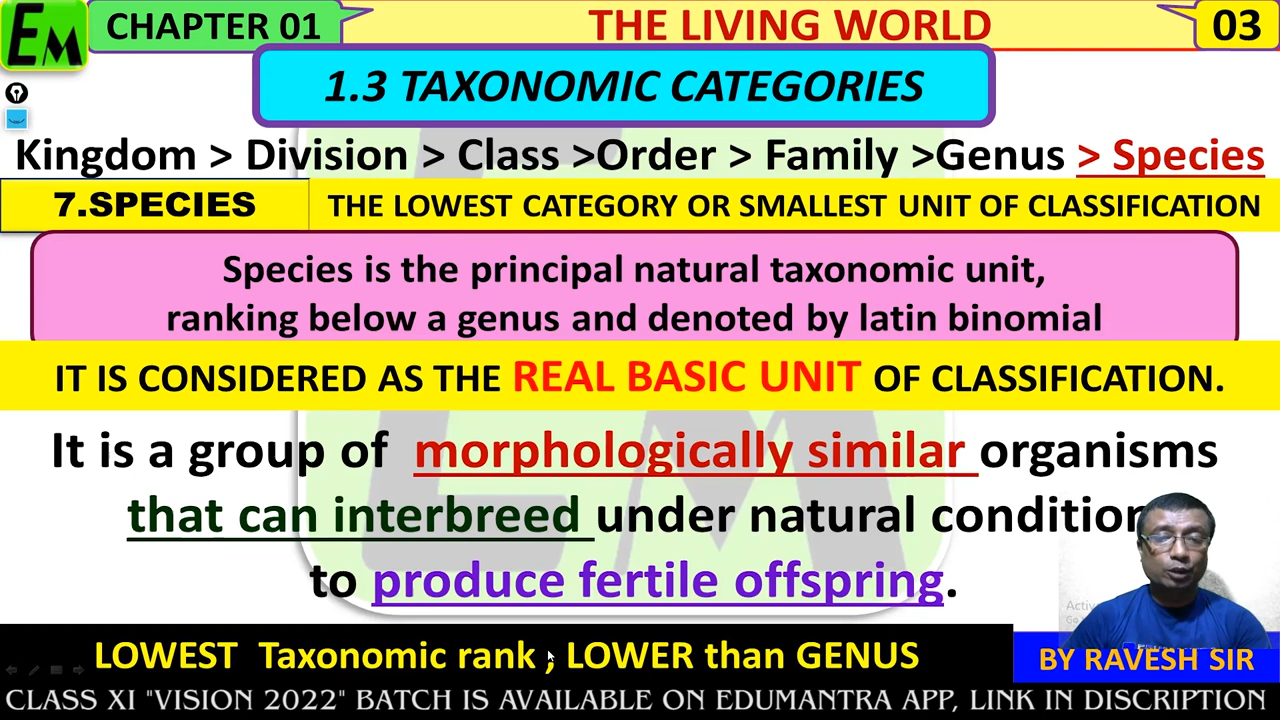 EM
CHAPTER 01
THE LIVING WORLD
03
1.3 TAXONOMIC CATEGORIES
Kingdom > Division > Class >Order > Family >Genus > Species
7.SPECIES
THE LOWEST CATEGORY OR SMALLEST UNIT OF CLASSIFICATION
Species is the principal natural taxonomic unit,
ranking below a genus and denoted by latin binomial
IT IS CONSIDERED AS THE REAL BASIC UNIT OF CLASSIFICATION.
It is a group of morphologically similar organisms
that can interbreed under natural condition
to produce fertile offspring.
LOWEST Taxonomic rank ; LOWER than GENUS
BY RAVESH SIR
CLASS XI "VISION 2022" BATCH IS AVAILABLE ON EDUMANTRA APP, LINK IN DISCRIPTION